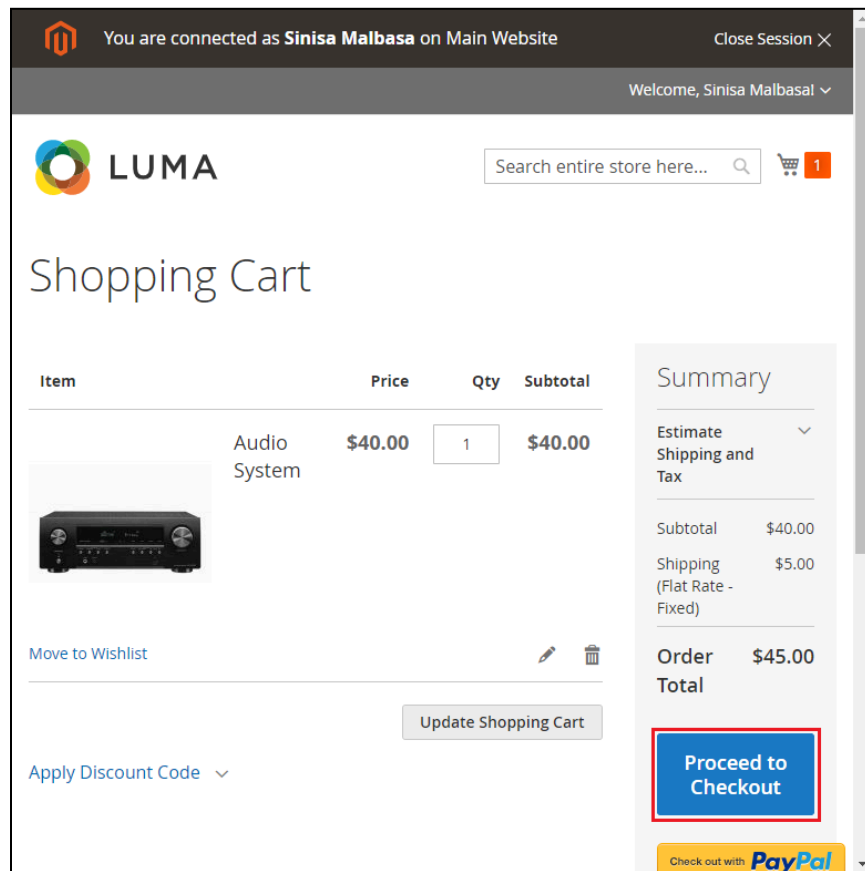 You are connected as Sinisa Malbasa on Main Website
Close Session
Welcome, Sinisa Malbasa!
LUMA
Search entire store here...
1
Shopping Cart
Item Price Qty Subtotal
Audio System $40.00 1 $40.00
Move to Wishlist
Update Shopping Cart
Apply Discount Code
Summary
Estimate
Shipping and
Tax
Subtotal $40.00
Shipping $5.00
(Flat Rate -
Fixed)
Order $45.00
Total
Proceed to
Checkout
Check out with PayPal